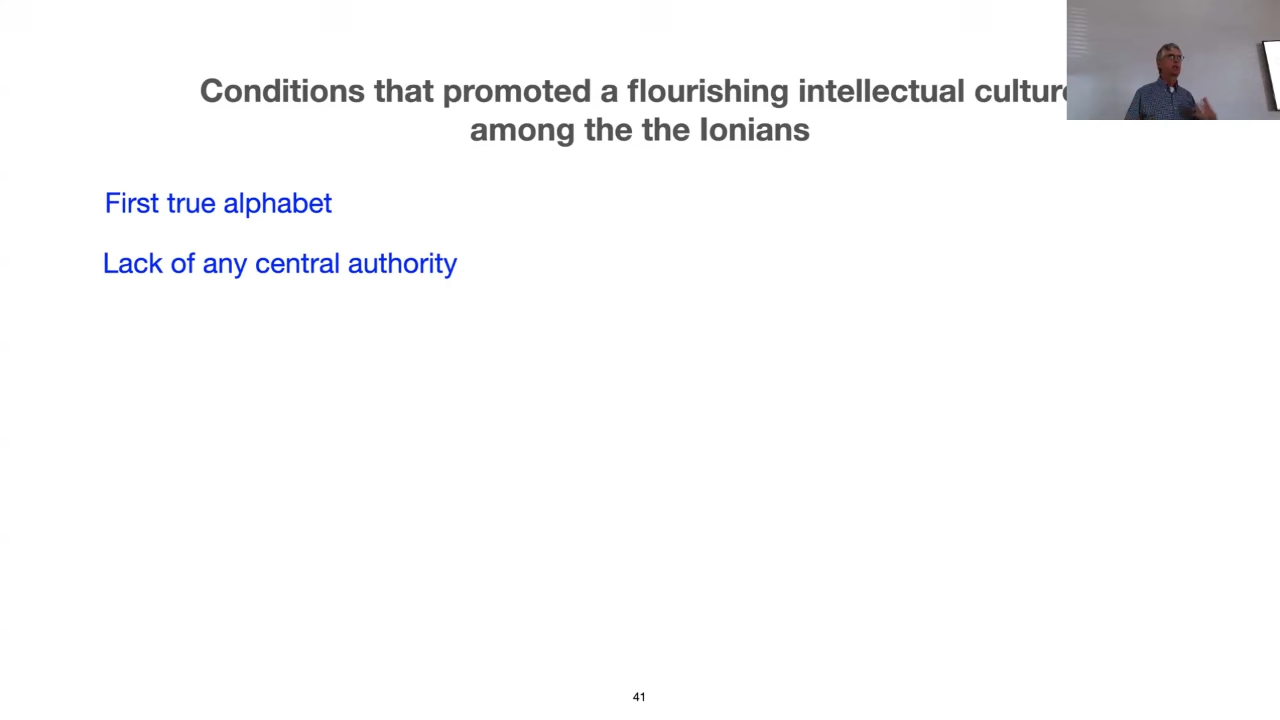 Conditions that promoted a flourishing intellectual culture
among the the Ionians
First true alphabet
Lack of any central authority
41